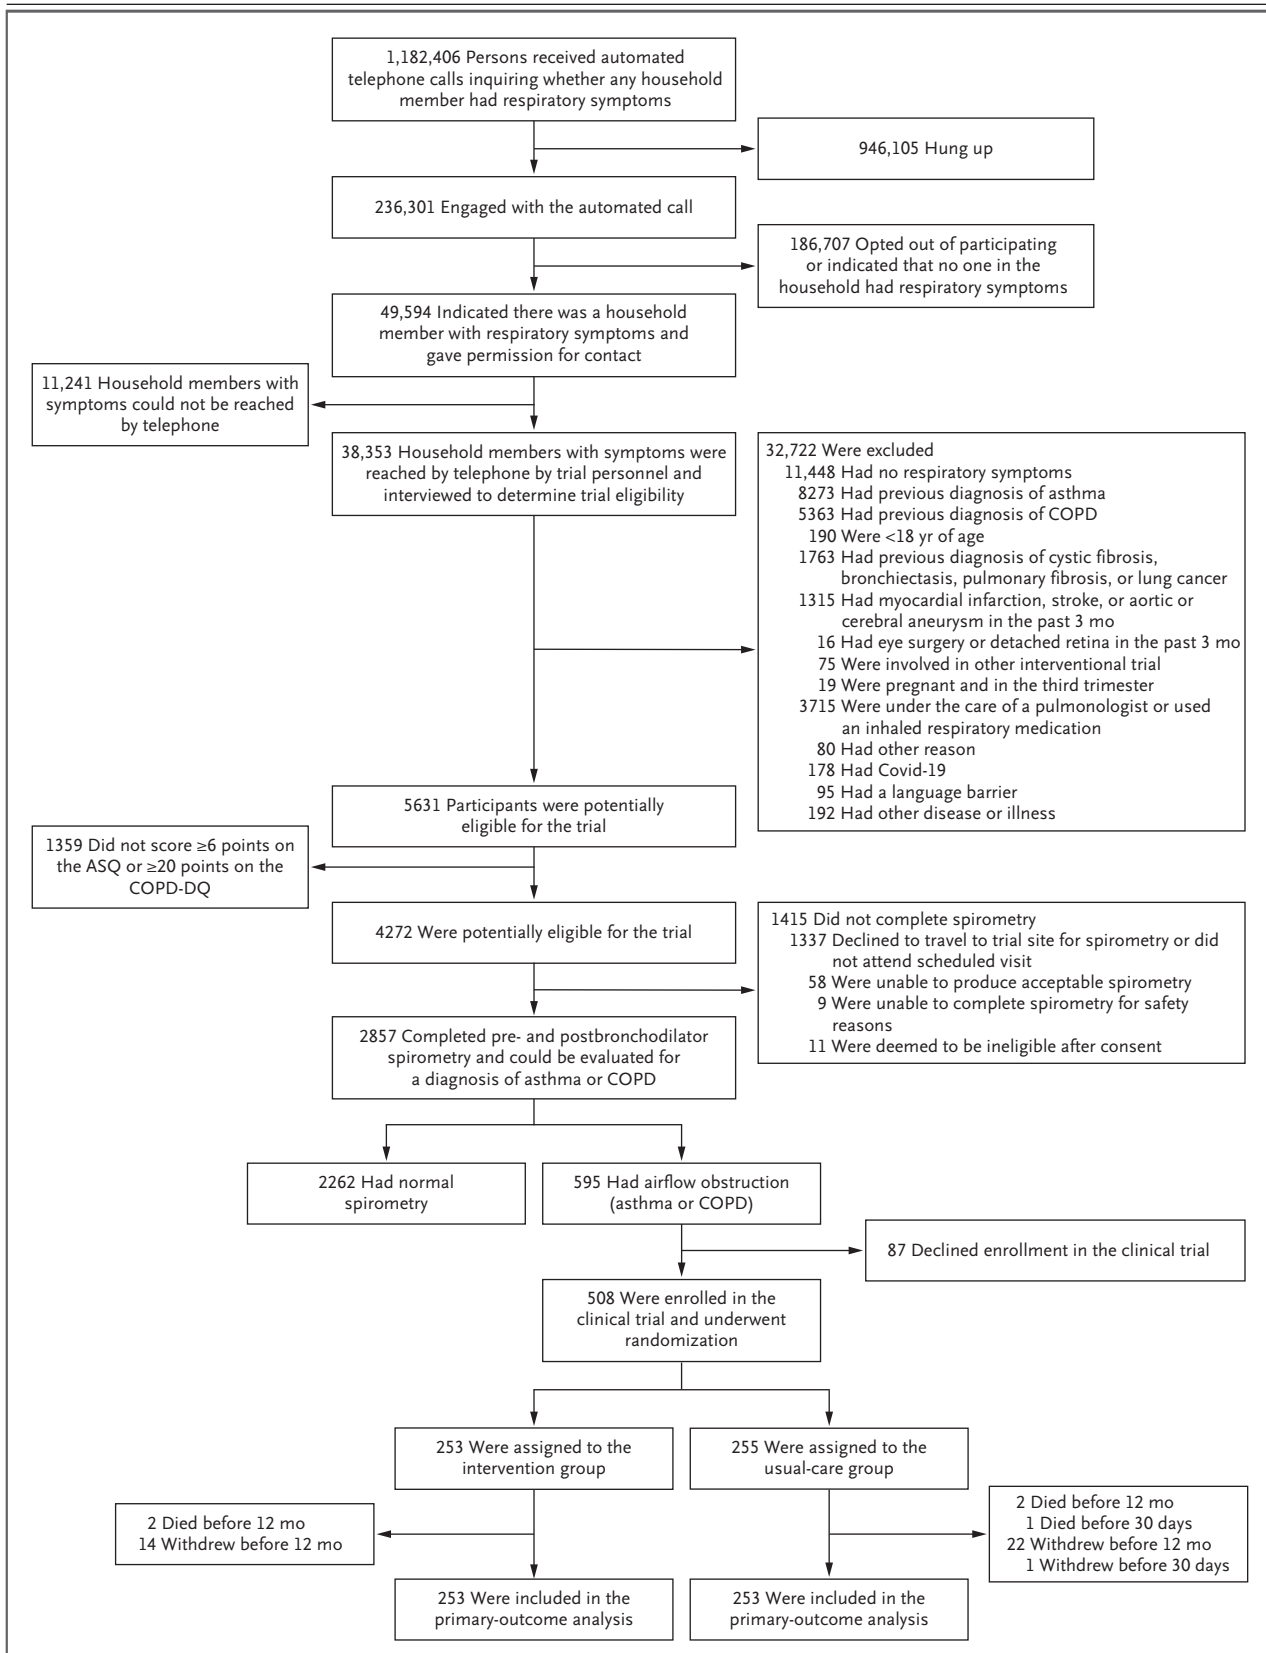 1,182,406 Persons received automated
telephone calls inquiring whether any household
member had respiratory symptoms
946,105 Hung up
236,301 Engaged with the automated call
186,707 Opted out of participating
or indicated that no one in the
household had respiratory symptoms
49,594 Indicated there was a household
member with respiratory symptoms and
gave permission for contact
11,241 Household members with
symptoms could not be reached
by telephone
38,353 Household members with symptoms were
reached by telephone by trial personnel and
interviewed to determine trial eligibility
32,722 Were excluded
11,448 Had no respiratory symptoms
8273 Had previous diagnosis of asthma
5363 Had previous diagnosis of COPD
190 Were <18 yr of age
1763 Had previous diagnosis of cystic fibrosis,
bronchiectasis, pulmonary fibrosis, or lung cancer
1315 Had myocardial infarction, stroke, or aortic or
cerebral aneurysm in the past 3 mo
16 Had eye surgery or detached retina in the past 3 mo
75 Were involved in other interventional trial
19 Were pregnant and in the third trimester
3715 Were under the care of a pulmonologist or used
an inhaled respiratory medication
80 Had other reason
178 Had Covid-19
95 Had a language barrier
192 Had other disease or illness
5631 Participants were potentially
eligible for the trial
1359 Did not score ≥6 points on
the ASQ or ≥20 points on the
COPD-DQ
4272 Were potentially eligible for the trial
1415 Did not complete spirometry
1337 Declined to travel to trial site for spirometry or did
not attend scheduled visit
58 Were unable to produce acceptable spirometry
9 Were unable to complete spirometry for safety
reasons
11 Were deemed to be ineligible after consent
2857 Completed pre- and postbronchodilator
spirometry and could be evaluated for
a diagnosis of asthma or COPD
2262 Had normal
spirometry
595 Had airflow obstruction
(asthma or COPD)
87 Declined enrollment in the clinical trial
508 Were enrolled in the
clinical trial and underwent
randomization
253 Were assigned to the
intervention group
255 Were assigned to the
usual-care group
2 Died before 12 mo
14 Withdrew before 12 mo
2 Died before 12 mo
1 Died before 30 days
22 Withdrew before 12 mo
1 Withdrew before 30 days
253 Were included in the
primary-outcome analysis
253 Were included in the
primary-outcome analysis